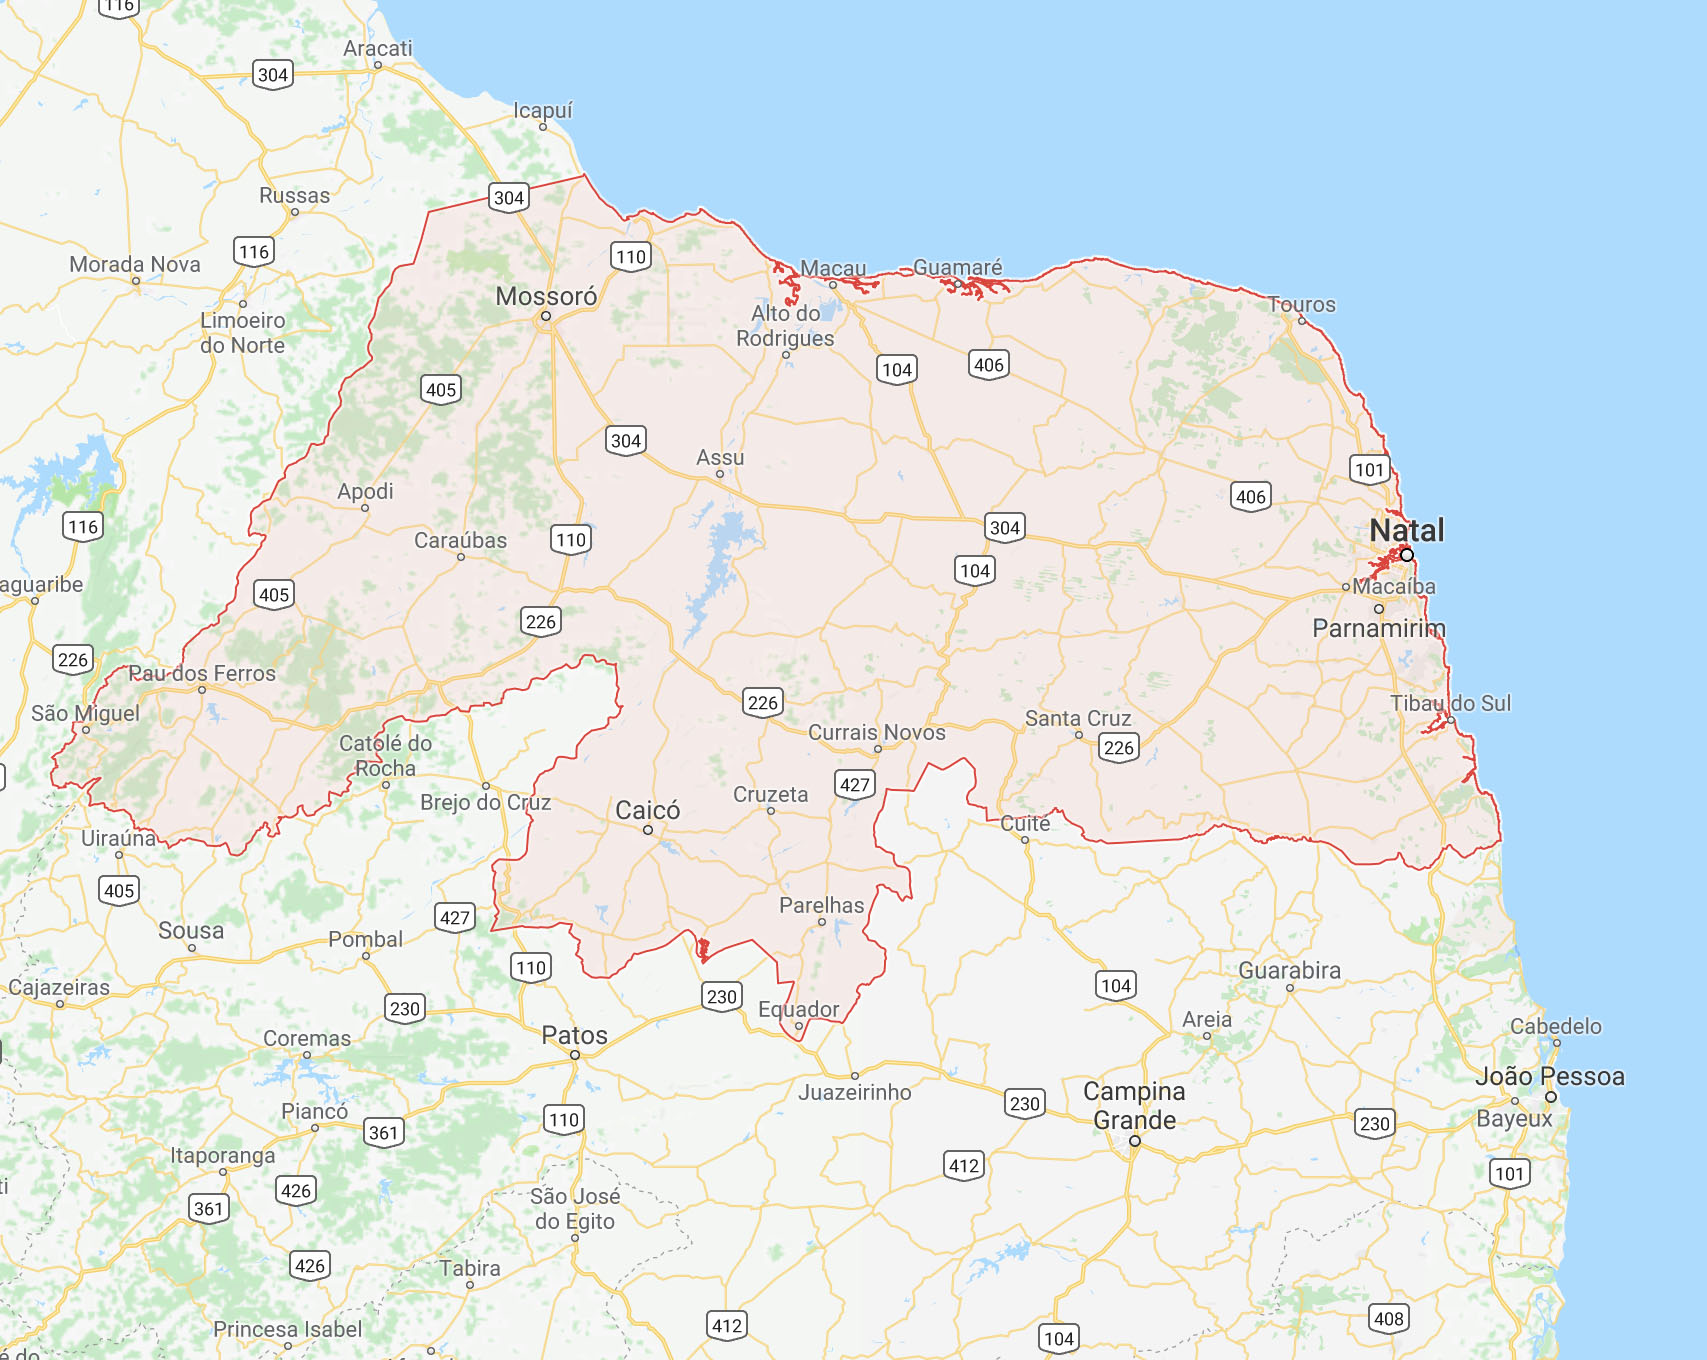 116
Aracati
304
Icapuí
Russas
304
116
110
Morada Nova
Macau
Guamaré
Mossoró
Touros
Limoeiro
do Norte
Alto do
Rodrigues
104
406
405
304
Assu
101
Apodi
406
116
304
Natal
Caraúbas
110
104
aguaribe
Macaíba
405
226
Parnamirim
226
Pau dos Ferros
226
Tibau do Sul
São Miguel
Santa Cruz
Currais Novos
226
Catolé do
Rocha
427
Cruzeta
Brejo do Cruz
Caicó
Cuité
Uiraúna
405
Parelhas
427
Sousa
Pombal
110
Guarabira
Cajazeiras
104
230
230
Equador
Areia
Cabedelo
Coremas
Patos
João Pessoa
Juazeirinho
Campina
Grande
230
Piancó
110
230
Bayeux
361
Itaporanga
412
101
426
São José
do Egito
361
426
Tabira
408
412
104
Princesa Isabel